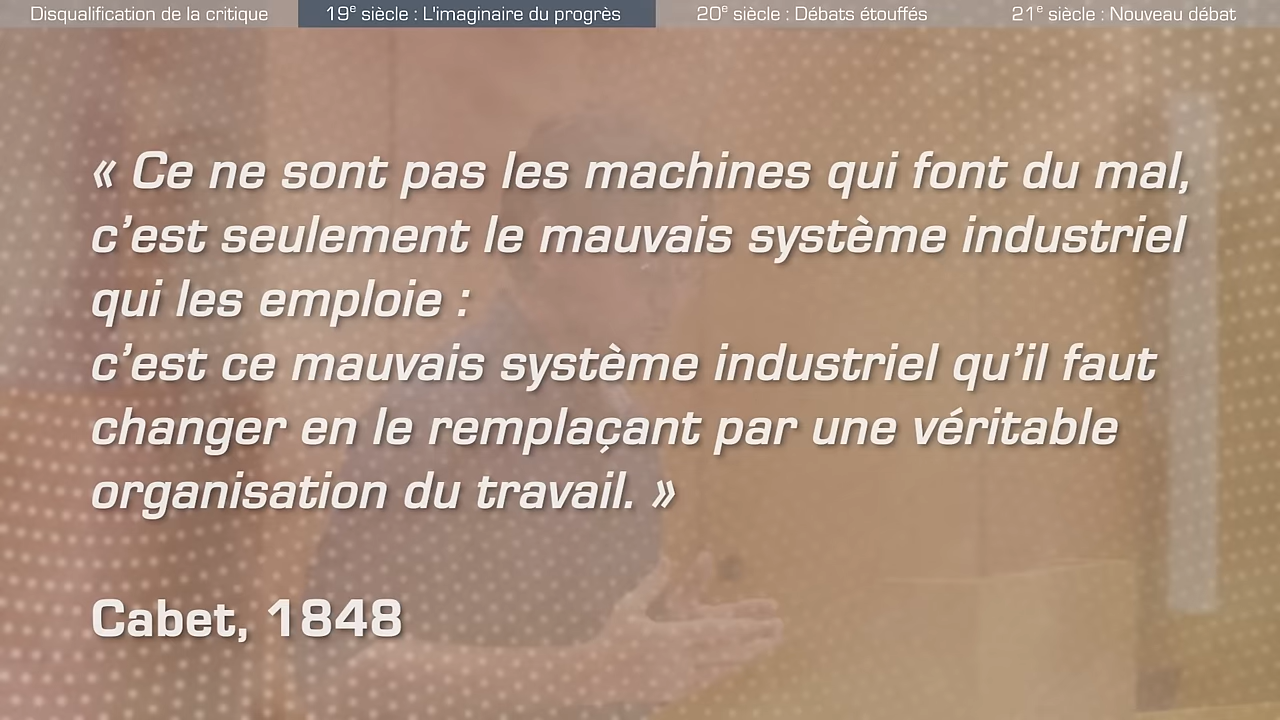 Disqualification de la critique
19e siècle : L'imaginaire du progrès
20e siècle : Débats étouffés
21e siècle : Nouveau débat
« Ce ne sont pas les machines qui font du mal,
c’est seulement le mauvais système industriel
qui les emploie :
c’est ce mauvais système industriel qu’il faut
changer en le remplaçant par une véritable
organisation du travail. »
Cabet, 1848